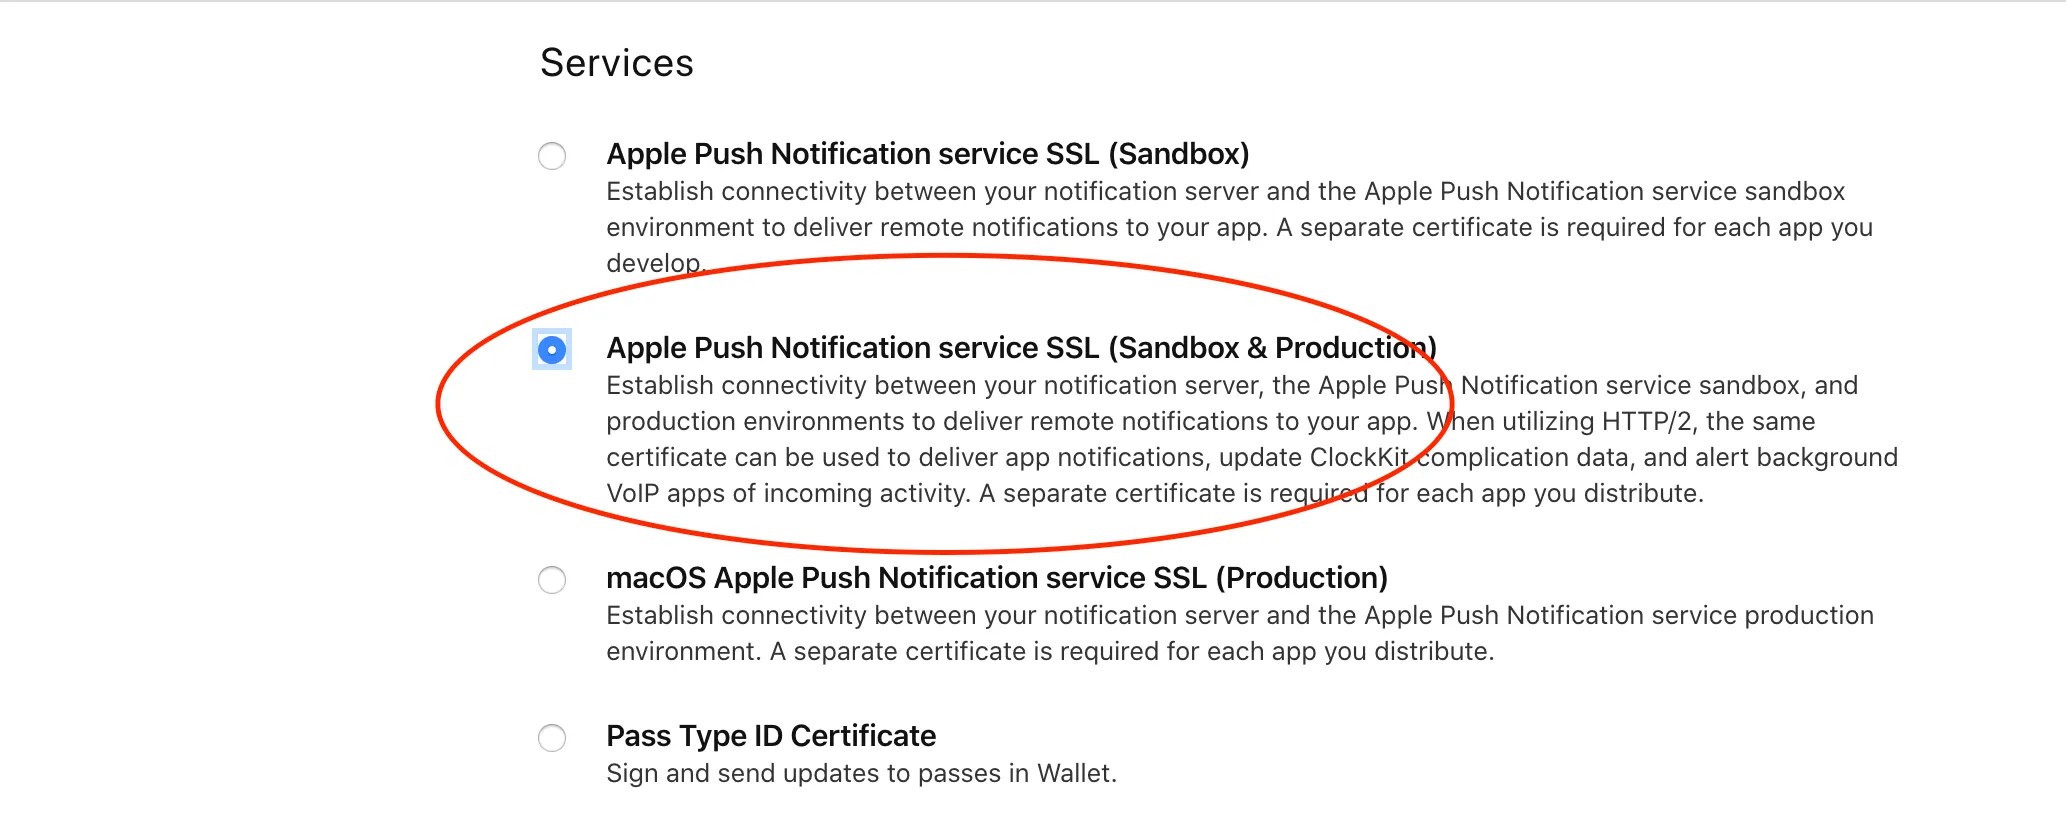 Services
Apple Push Notification service SSL (Sandbox)
Establish connectivity between your notification server and the Apple Push Notification service sandbox
environment to deliver remote notifications to your app. A separate certificate is required for each app you
develop.
Apple Push Notification service SSL (Sandbox & Production)
Establish connectivity between your notification server, the Apple Push Notification service sandbox, and
production environments to deliver remote notifications to your app. When utilizing HTTP/2, the same
certificate can be used to deliver app notifications, update ClockKit complication data, and alert background
VoIP apps of incoming activity. A separate certificate is required for each app you distribute.
macOS Apple Push Notification service SSL (Production)
Establish connectivity between your notification server and the Apple Push Notification service production
environment. A separate certificate is required for each app you distribute.
Pass Type ID Certificate
Sign and send updates to passes in Wallet.